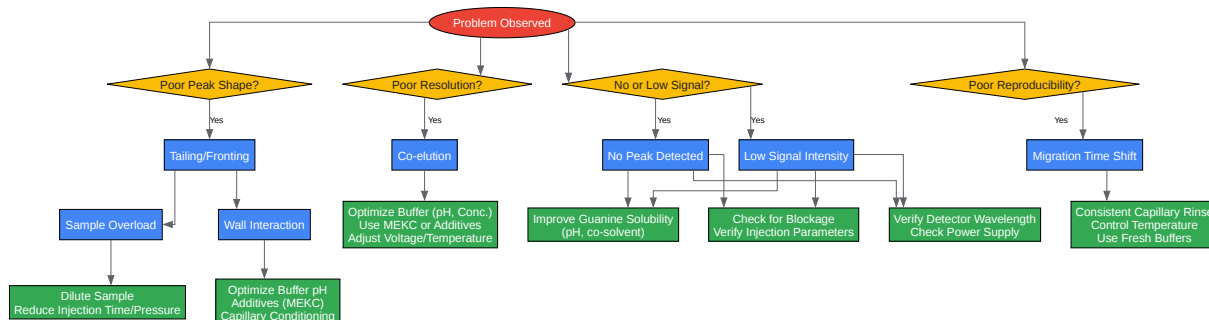 Problem Observed
Poor Peak Shape?
Poor Resolution?
No or Low Signal?
Poor Reproducibility?
Yes
Yes
Yes
Yes
Yes
Tailing/Fronting
Co-elution
No Peak Detected
Low Signal Intensity
Migration Time Shift
Sample Overload
Wall Interaction
Optimize Buffer (pH, Conc.)
Use MEKC or Additives
Adjust Voltage/Temperature
Improve Guanine Solubility
(pH, co-solvent)
Check for Blockage
Verify Injection Parameters
Verify Detector Wavelength
Check Power Supply
Consistent Capillary Rinse
Control Temperature
Use Fresh Buffers
Dilute Sample
Reduce Injection Time/Pressure
Optimize Buffer pH
Additives (MEKC)
Capillary Conditioning